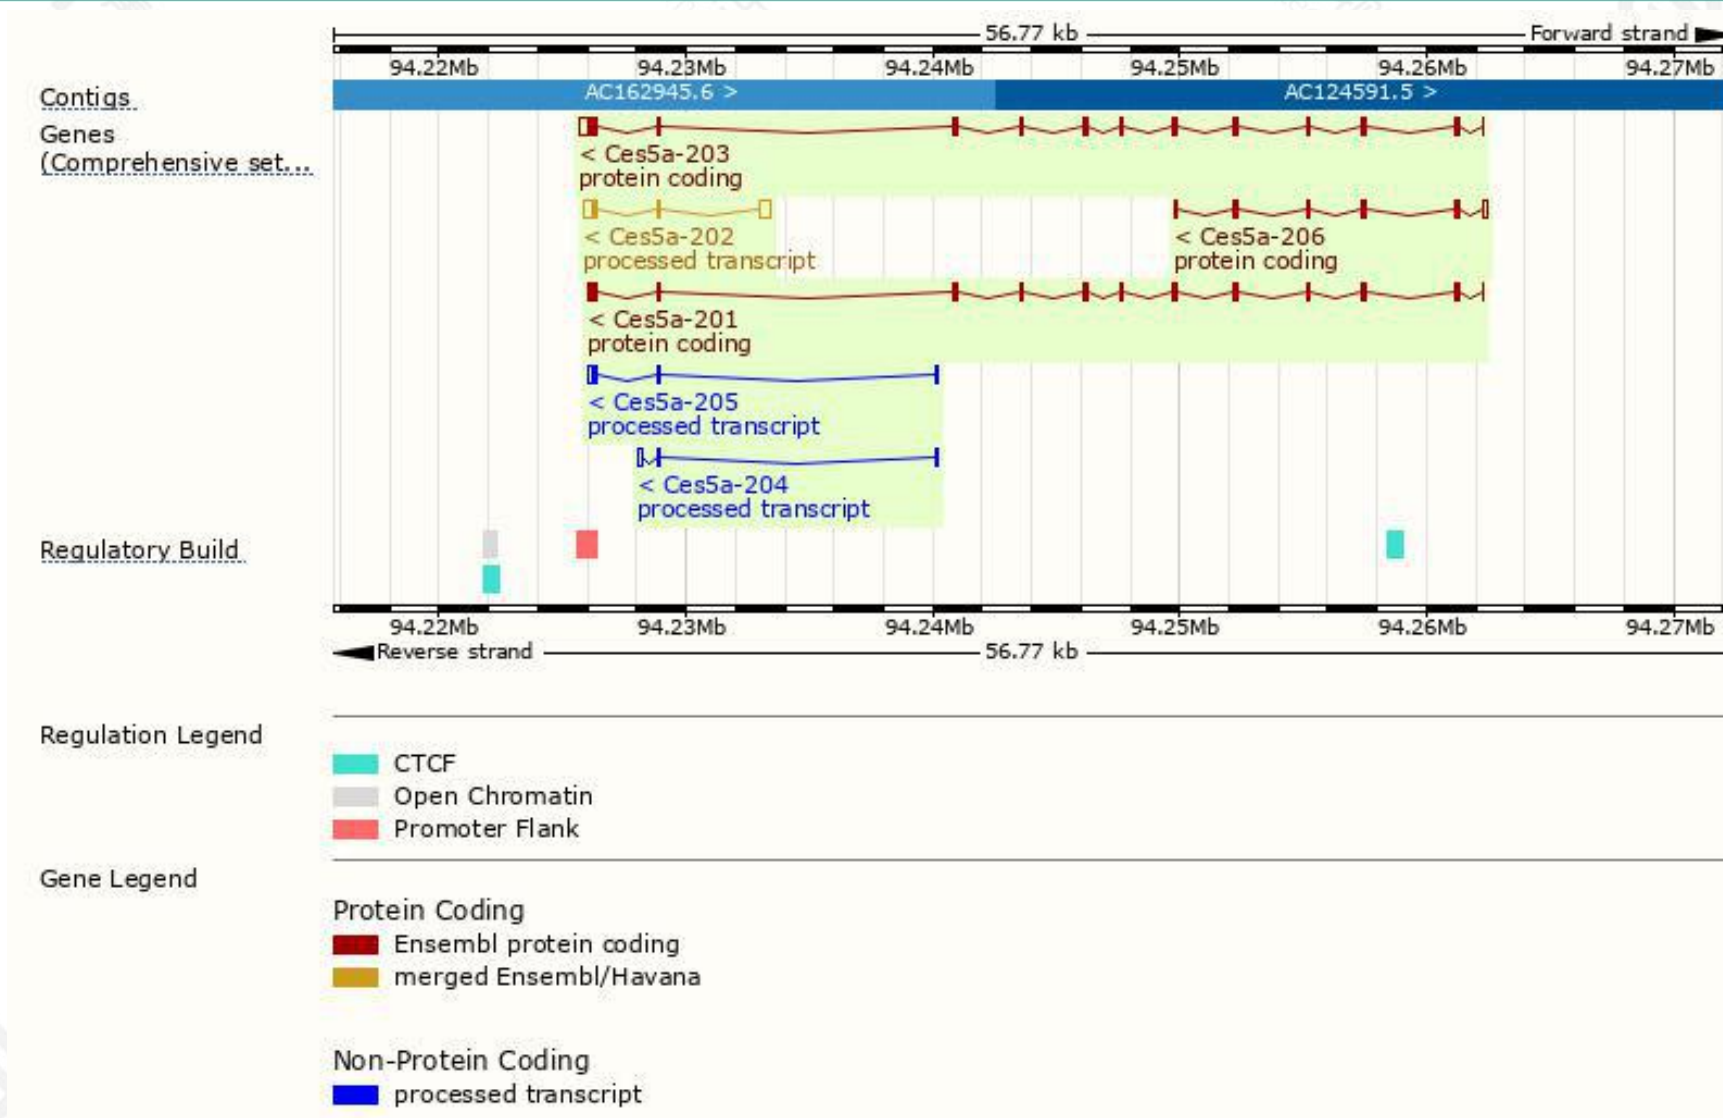 56.77 kb Forward strand
94.22Mb 94.23Mb 94.24Mb 94.25Mb 94.26Mb 94.27Mb
Contigs AC162945.6 > AC124591.5 >
Genes
(Comprehensive set...
< Ces5a-203
protein coding
< Ces5a-202 < Ces5a-206
processed transcript protein coding
< Ces5a-201
protein coding
< Ces5a-205
processed transcript
< Ces5a-204
processed transcript
Regulatory Build
94.22Mb 94.23Mb 94.24Mb 94.25Mb 94.26Mb 94.27Mb
Reverse strand 56.77 kb
Regulation Legend
CTCF
Open Chromatin
Promoter Flank
Gene Legend
Protein Coding
Ensembl protein coding
merged Ensembl/Havana
Non-Protein Coding
processed transcript